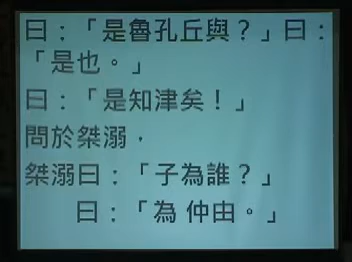 曰：「是魯孔丘與？」曰：
「是也。」
曰：「是知津矣！」
問於桀溺，
桀溺曰：「子為誰？」
曰：「為 仲由。」